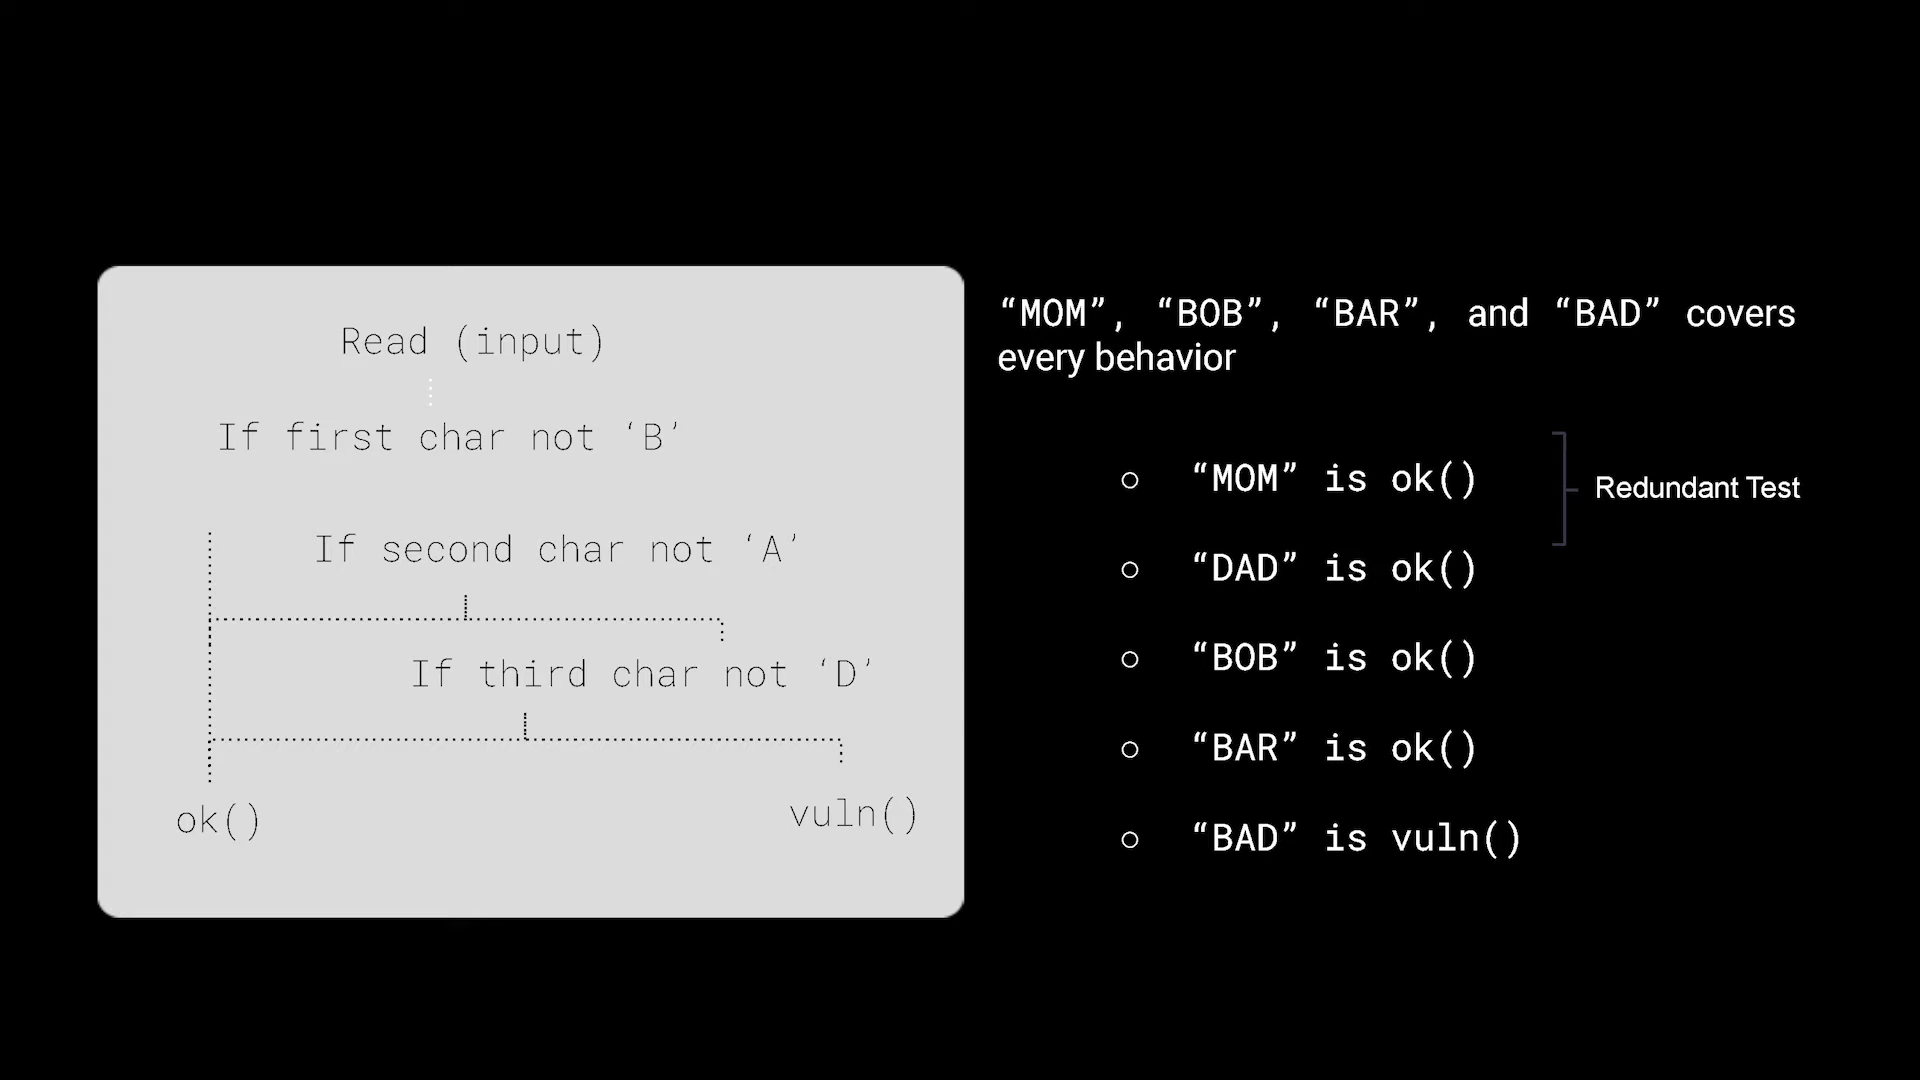 Read (input)
If first char not ‘B’
If second char not ‘A’
If third char not ‘D’
ok()
vuln()
“MOM”, “BOB”, “BAR”, and “BAD” covers
every behavior
“MOM” is ok()
Redundant Test
“DAD” is ok()
“BOB” is ok()
“BAR” is ok()
“BAD” is vuln()